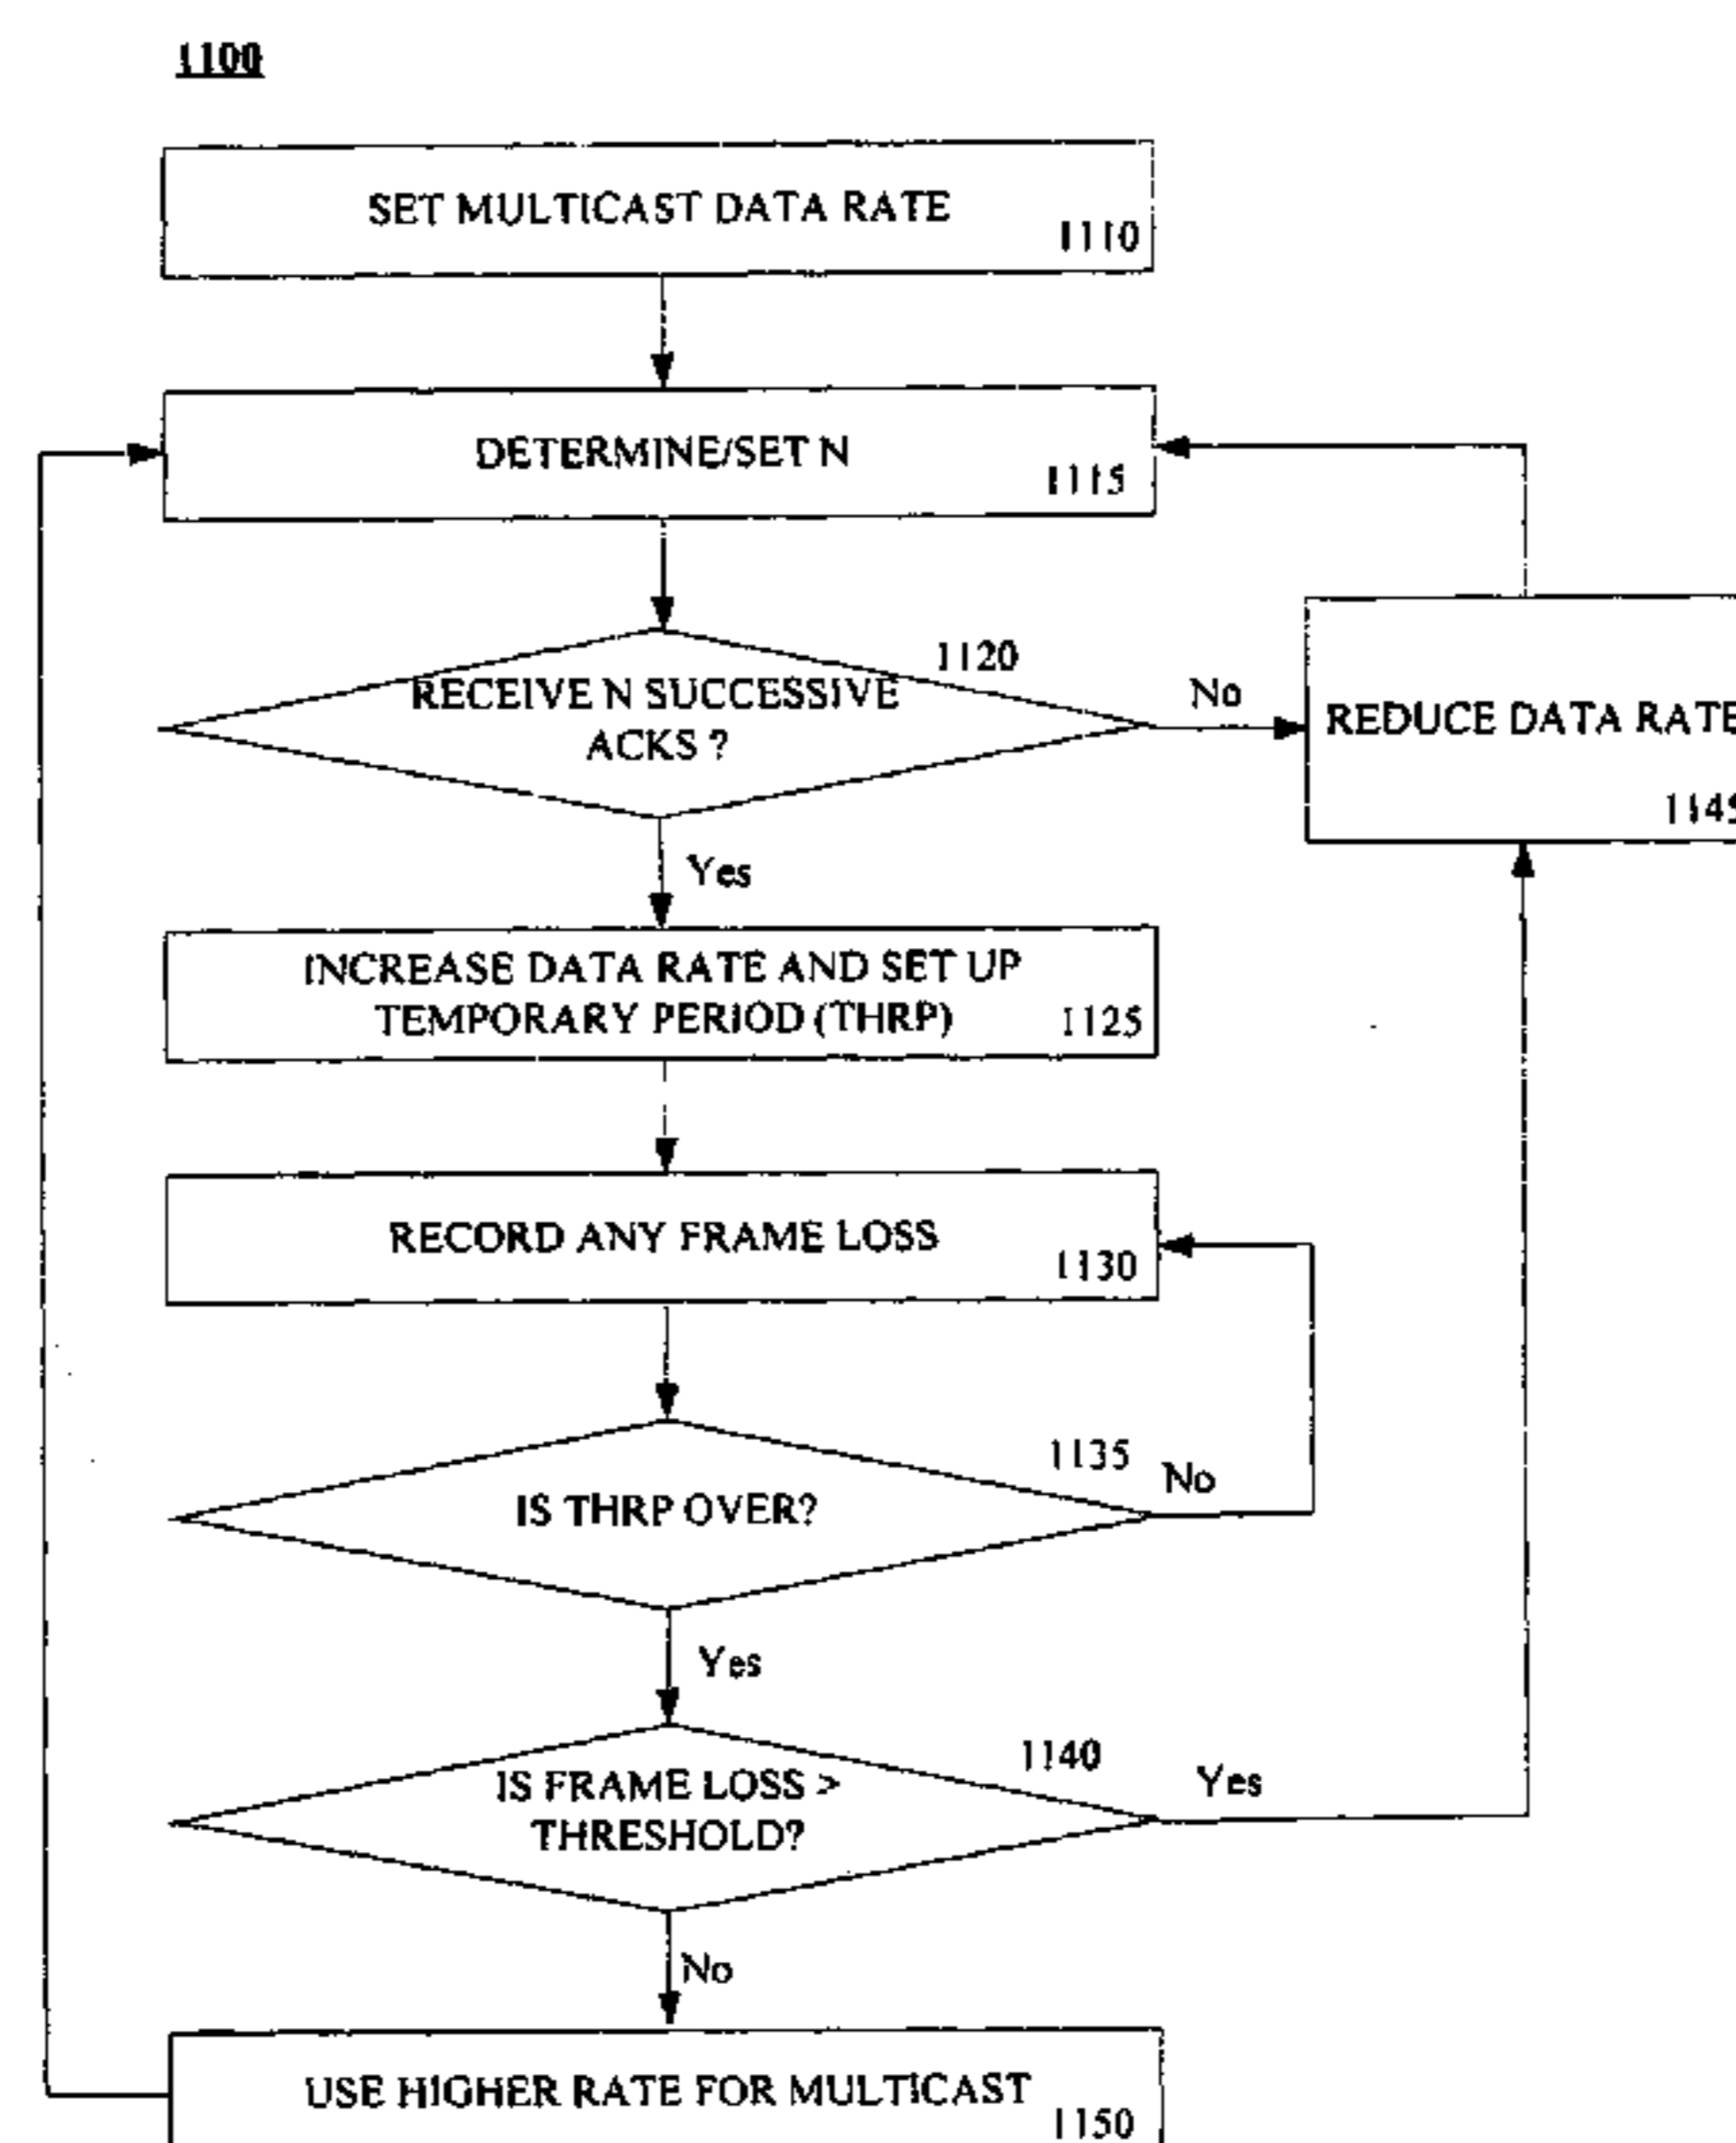 1100
SET MULTICAST DATA RATE
1110
DETERMINE/SET N
1115
1120
RECEIVE N SUCCESSIVE
ACKS ?
No
REDUCE DATA RATE
1145
Yes
INCREASE DATA RATE AND SET UP
TEMPORARY PERIOD (THRP)
1125
RECORD ANY FRAME LOSS
1130
1135
No
IS THRP OVER?
Yes
1140
IS FRAME LOSS >
THRESHOLD?
Yes
No
USE HIGHER RATE FOR MULTICAST
1150